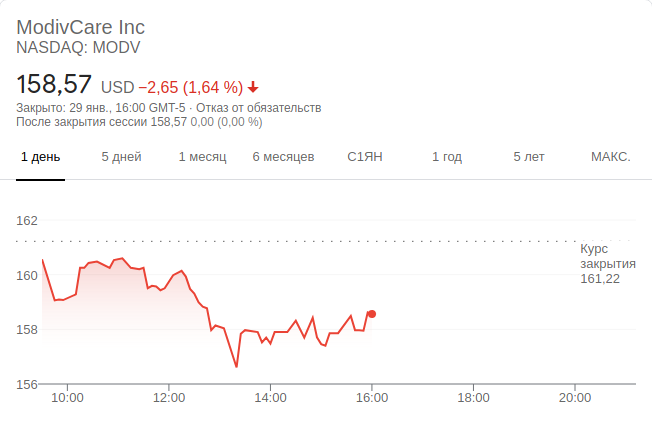 ModivCare Inc
NASDAQ: MODV
158,57 USD −2,65 (1,64 %)
Закрыто: 29 янв., 16:00 GMT-5 · Отказ от обязательств
После закрытия сессии 158,57 0,00 (0,00 %)
1 день 5 дней 1 месяц 6 месяцев С1ЯН 1 год 5 лет МАКС.
162
Курс
закрытия
161,22
160
158
156
10:00 12:00 14:00 16:00 18:00 20:00